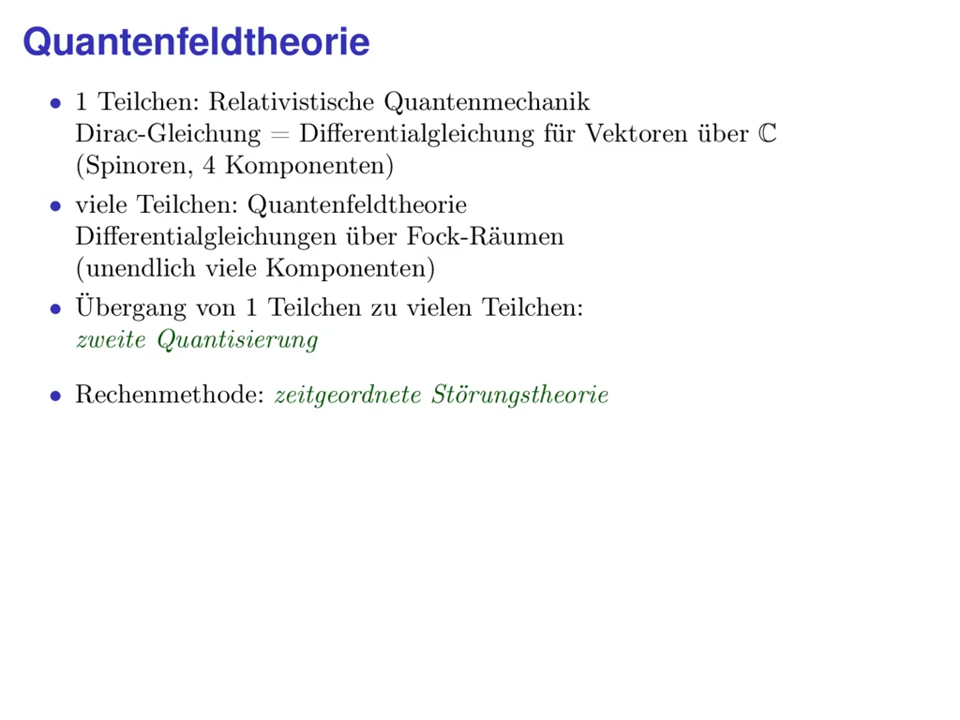 Quantenfeldtheorie
• 1 Teilchen: Relativistische Quantenmechanik
Dirac-Gleichung = Differentialgleichung für Vektoren über ℂ
(Spinoren, 4 Komponenten)
• viele Teilchen: Quantenfeldtheorie
Differentialgleichungen über Fock-Räumen
(unendlich viele Komponenten)
• Übergang von 1 Teilchen zu vielen Teilchen:
zweite Quantisierung
• Rechenmethode: zeitgeordnete Störungstheorie